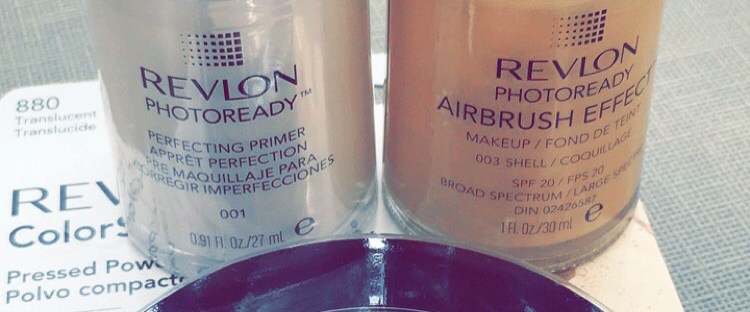 880
Translucent
Translucide
REV
ColorS
Pressed Pow
Polvo compact
REVLON
PHOTOREADY™
PERFECTING PRIMER
APPRÊT PERFECTION
PRE MAQUILLAJE PARA
CORREGIR IMPERFECCIONES
001
0.91 Fl. Oz./27 mL e
REVLON
PHOTOREADY
AIRBRUSH EFFECT
MAKEUP / FOND DE TEINT
003 SHELL / COQUILLAGE
SPF 20 / FPS 20
BROAD SPECTRUM / LARGE SPECTRE
DIN 02426587
1 Fl. Oz./30 mL e